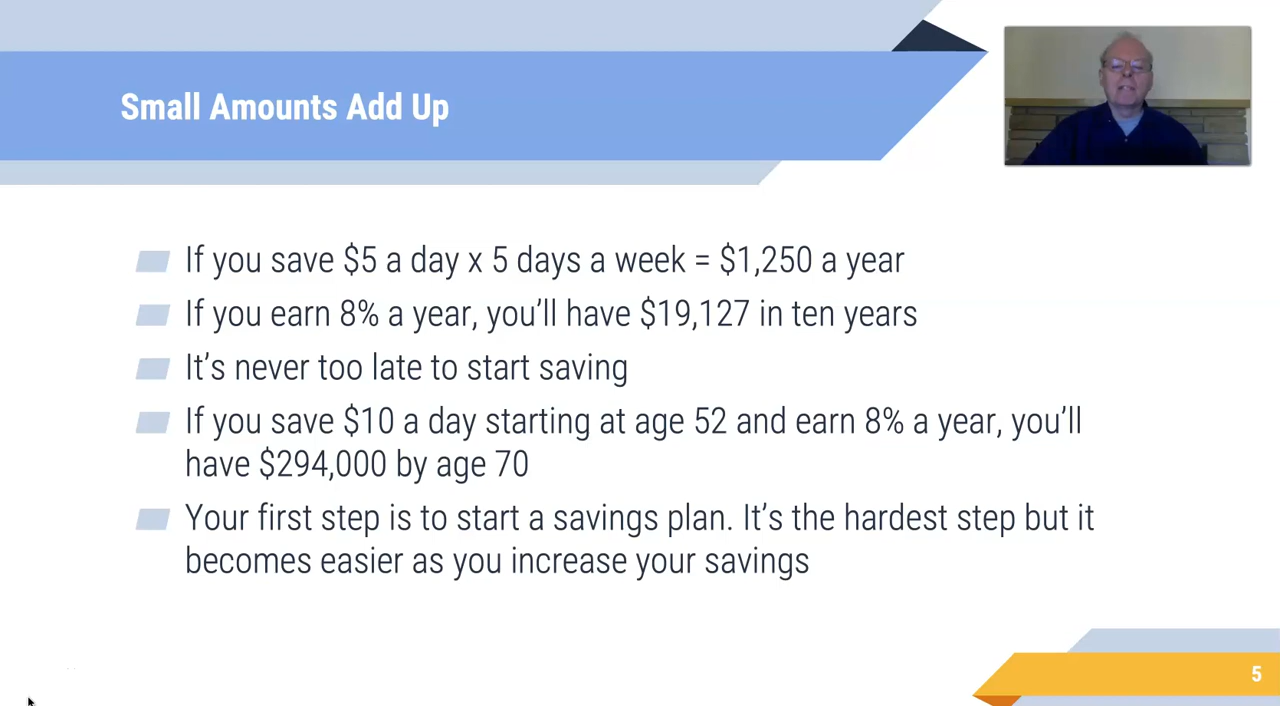 Small Amounts Add Up
If you save $5 a day x 5 days a week = $1,250 a year
If you earn 8% a year, you’ll have $19,127 in ten years
It’s never too late to start saving
If you save $10 a day starting at age 52 and earn 8% a year, you’ll
have $294,000 by age 70
Your first step is to start a savings plan. It’s the hardest step but it
becomes easier as you increase your savings
5